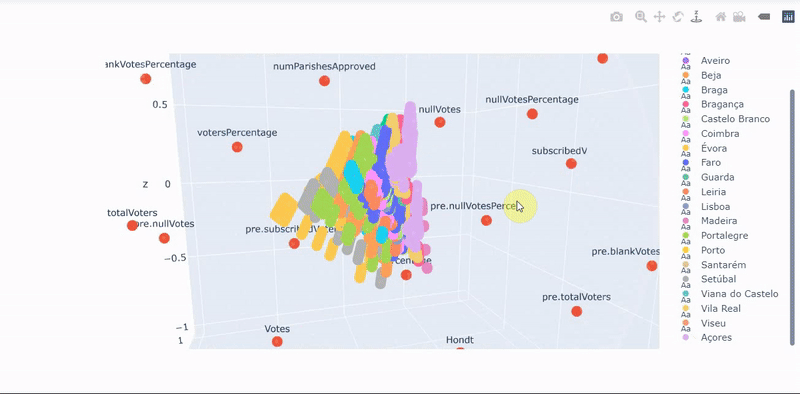 ankVotesPercentage
numParishesApproved
0.5
nullVotes
nullVotesPercentage
votersPercentage
subscribedV
z
0
totalVoters
pre.nullVotes
pre.nullVotesPerce
pre.subscribedVoter
-0.5
centage
pre.blankVotes
pre.totalVoters
-1
1
Votes
Hondt
Aa
Aa Aveiro
Aa Beja
Aa Braga
Aa Bragança
Aa Castelo Branco
Aa Coimbra
Aa Évora
Aa Faro
Aa Guarda
Aa Leiria
Aa Lisboa
Aa Madeira
Aa Portalegre
Aa Porto
Aa Santarém
Aa Setúbal
Aa Viana do Castelo
Aa Vila Real
Aa Viseu
Aa Açores